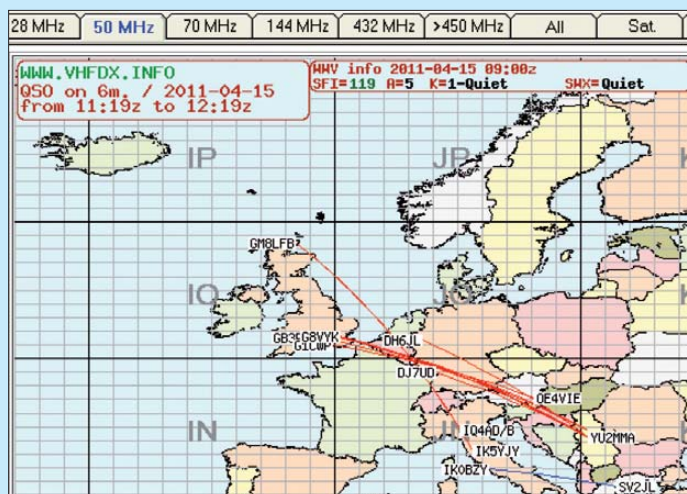 28 MHz 50 MHz 70 MHz 144 MHz 432 MHz >450 MHz All Sat.
WWW.VHFDX.INFO
QSO on 6m. / 2011-04-15
from 11:19z to 12:19z
WWV info 2011-04-15 09:00z
SFI=119 A=5 K=1-Quiet SWX=Quiet
IP JP K
GM8LFB
IO JO K
GB3 G8VYK DH6JL
G1CWP
DJ7UD
OE4VIE
IN JN IQ4AD/B YU2MMA K
IK5YJY
IK0BZY
SV2JL